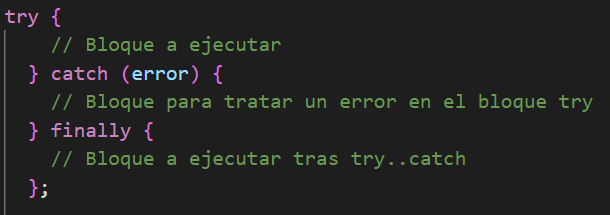 try {
// Bloque a ejecutar
} catch (error) {
// Bloque para tratar un error en el bloque try
} finally {
// Bloque a ejecutar tras try..catch
};